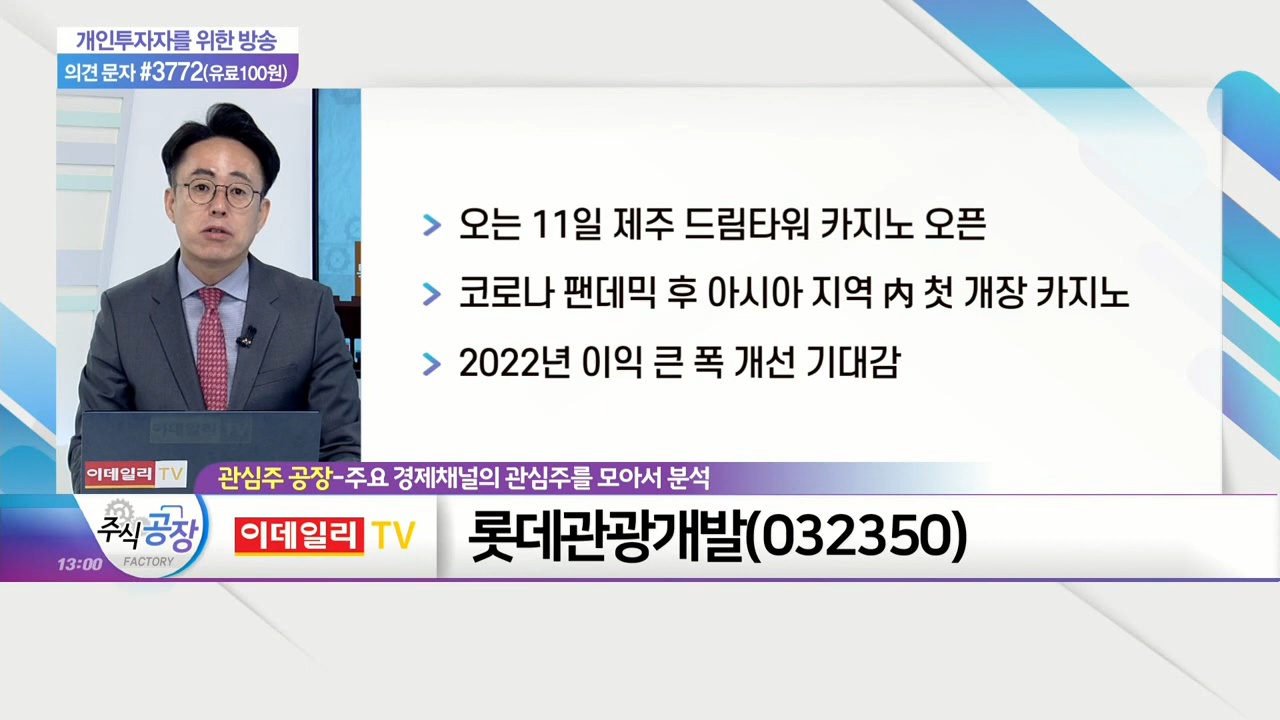 개인투자자를 위한 방송
의견 문자 #3772(유료100원)
> 오는 11일 제주 드림타워 카지노 오픈
> 코로나 팬데믹 후 아시아 지역 內 첫 개장 카지노
> 2022년 이익 큰 폭 개선 기대감
이데일리 TV
이데일리 TV
관심주 공장-주요 경제채널의 관심주를 모아서 분석
주식공장
FACTORY
13:00
이데일리 TV
롯데관광개발(032350)